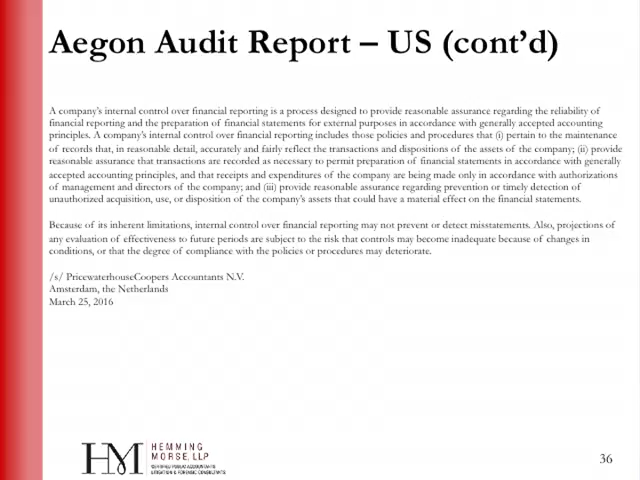 Aegon Audit Report – US (cont’d)
A company’s internal control over financial reporting is a process designed to provide reasonable assurance regarding the reliability of
financial reporting and the preparation of financial statements for external purposes in accordance with generally accepted accounting
principles. A company’s internal control over financial reporting includes those policies and procedures that (i) pertain to the maintenance
of records that, in reasonable detail, accurately and fairly reflect the transactions and dispositions of the assets of the company; (ii) provide
reasonable assurance that transactions are recorded as necessary to permit preparation of financial statements in accordance with generally
accepted accounting principles, and that receipts and expenditures of the company are being made only in accordance with authorizations
of management and directors of the company; and (iii) provide reasonable assurance regarding prevention or timely detection of
unauthorized acquisition, use, or disposition of the company’s assets that could have a material effect on the financial statements.
Because of its inherent limitations, internal control over financial reporting may not prevent or detect misstatements. Also, projections of
any evaluation of effectiveness to future periods are subject to the risk that controls may become inadequate because of changes in
conditions, or that the degree of compliance with the policies or procedures may deteriorate.
/s/ PricewaterhouseCoopers Accountants N.V.
Amsterdam, the Netherlands
March 25, 2016
HM
HEMMING
MORSE, LLP
CERTIFIED PUBLIC ACCOUNTANTS
LITIGATION & FORENSIC CONSULTANTS
36